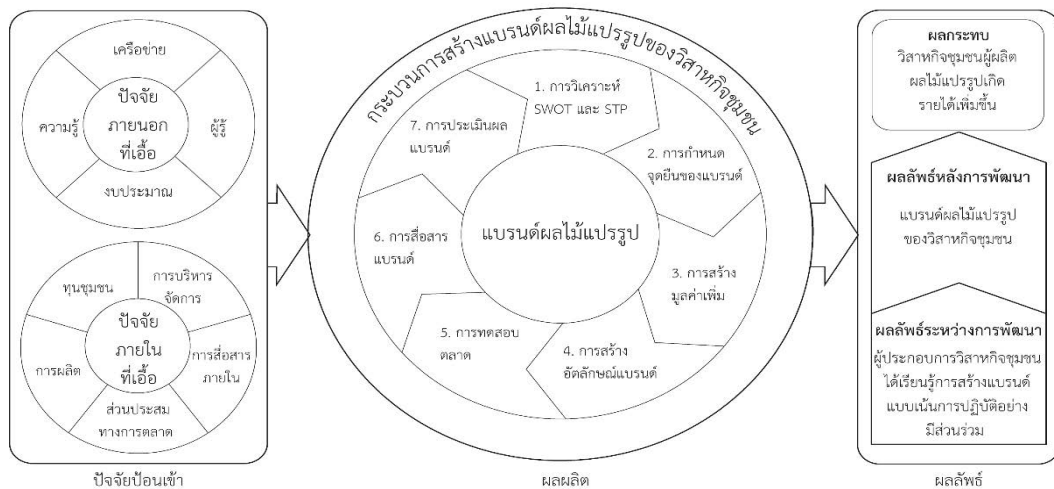 เครือข่าย
ความรู้
ปัจจัย
ภายนอก
ที่เอื้อ
ผู้รู้
งบประมาณ
ทุนชุมชน
การบริหาร
จัดการ
การผลิต
ปัจจัย
ภายใน
ที่เอื้อ
การสื่อสาร
ภายใน
ส่วนประสม
ทางการตลาด
ปัจจัยป้อนเข้า
กระบวนการสร้างแบรนด์ผลไม้แปรรูปของวิสาหกิจชุมชน
1. การวิเคราะห์
SWOT และ STP
2. การกำหนด
จุดยืนของแบรนด์
3. การสร้าง
มูลค่าเพิ่ม
4. การสร้าง
อัตลักษณ์แบรนด์
5. การทดสอบ
ตลาด
6. การสื่อสาร
แบรนด์
7. การประเมินผล
แบรนด์
แบรนด์ผลไม้แปรรูป
ผลผลิต
ผลกระทบ
วิสาหกิจชุมชนผู้ผลิต
ผลไม้แปรรูปเกิด
รายได้เพิ่มขึ้น
ผลลัพธ์หลังการพัฒนา
แบรนด์ผลไม้แปรรูป
ของวิสาหกิจชุมชน
ผลลัพธ์ระหว่างการพัฒนา
ผู้ประกอบการวิสาหกิจชุมชน
ได้เรียนรู้การสร้างแบรนด์
แบบเน้นการปฏิบัติอย่าง
มีส่วนร่วม
ผลลัพธ์